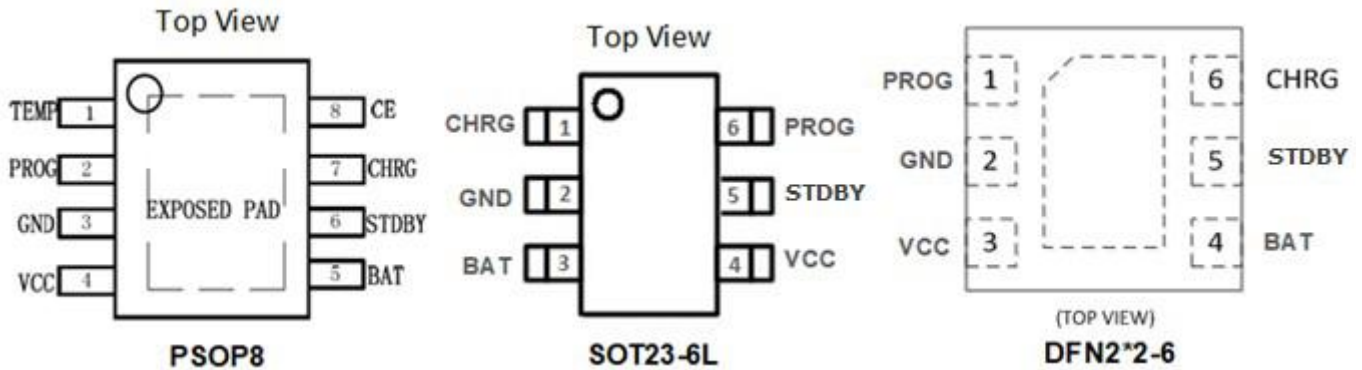 Top View
TEMP 1 8 CE
PROG 2 7 CHRG
GND 3 6 STDBY
EXPOSED PAD
VCC 4 5 BAT
PSOP8
Top View
CHRG 1 6 PROG
GND 2 5 STDBY
BAT 3 4 VCC
SOT23-6L
PROG 1 6 CHRG
GND 2 5 STDBY
VCC 3 4 BAT
(TOP VIEW)
DFN2*2-6